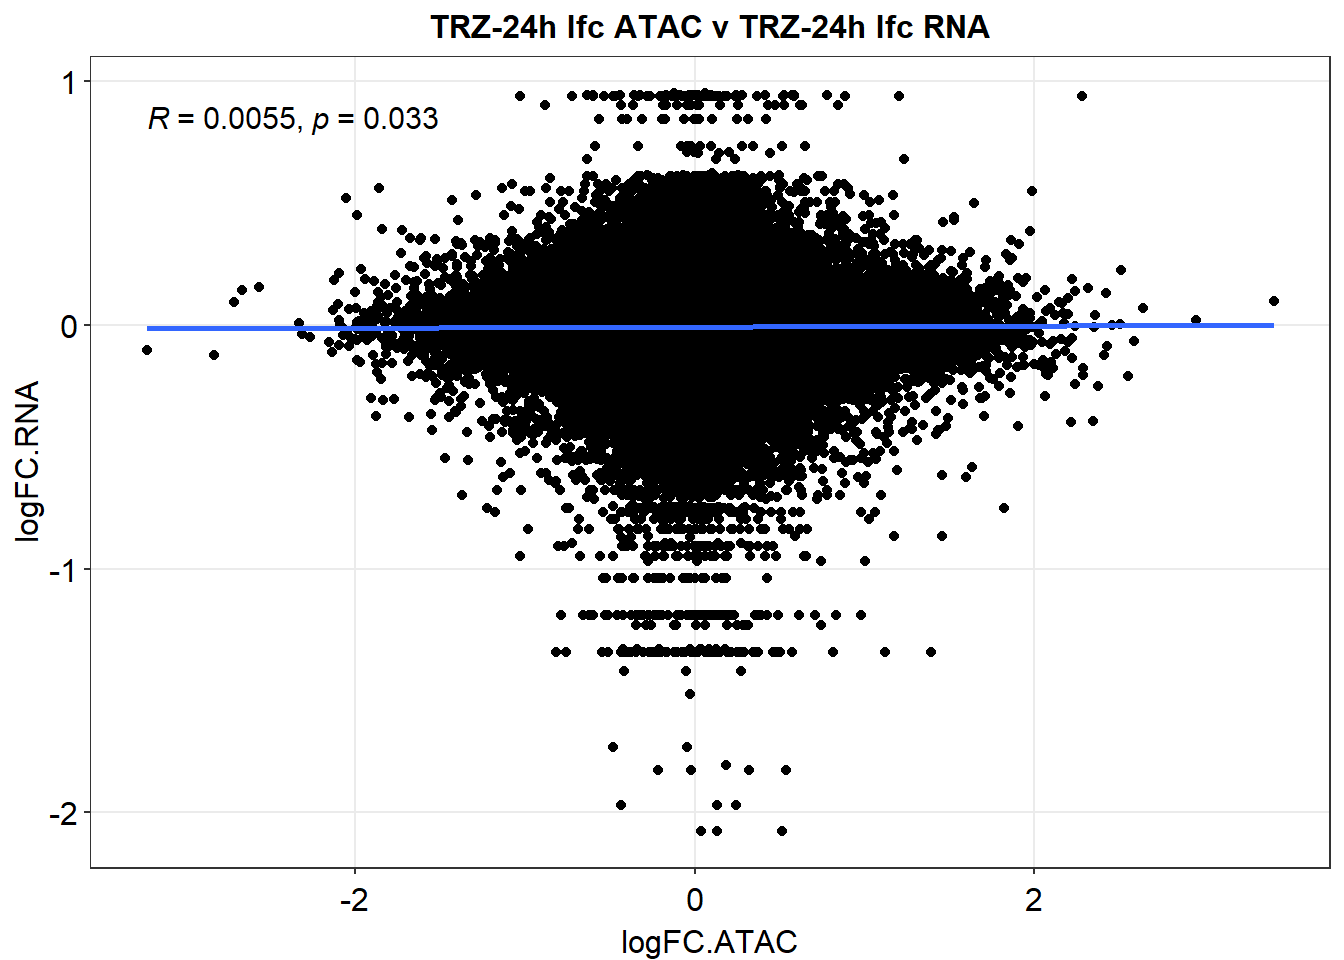 TRZ-24h lfc ATAC v TRZ-24h lfc RNA
R = 0.0055, p = 0.033
1
0
-1
-2
logFC.RNA
-2 0 2
logFC.ATAC